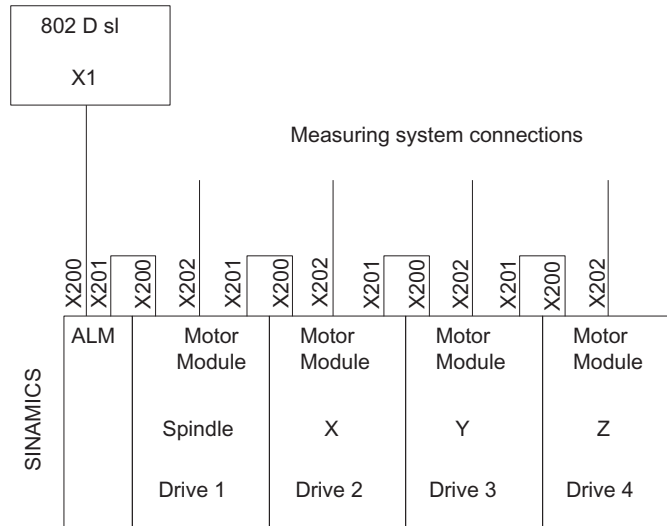 802 D sl
X1
Measuring system connections
X200
X201
X200
X202
X201
X200
X202
X201
X200
X202
X201
X200
X202
SINAMICS
ALM
Motor
Module
Motor
Module
Motor
Module
Motor
Module
Spindle
X
Y
Z
Drive 1
Drive 2
Drive 3
Drive 4